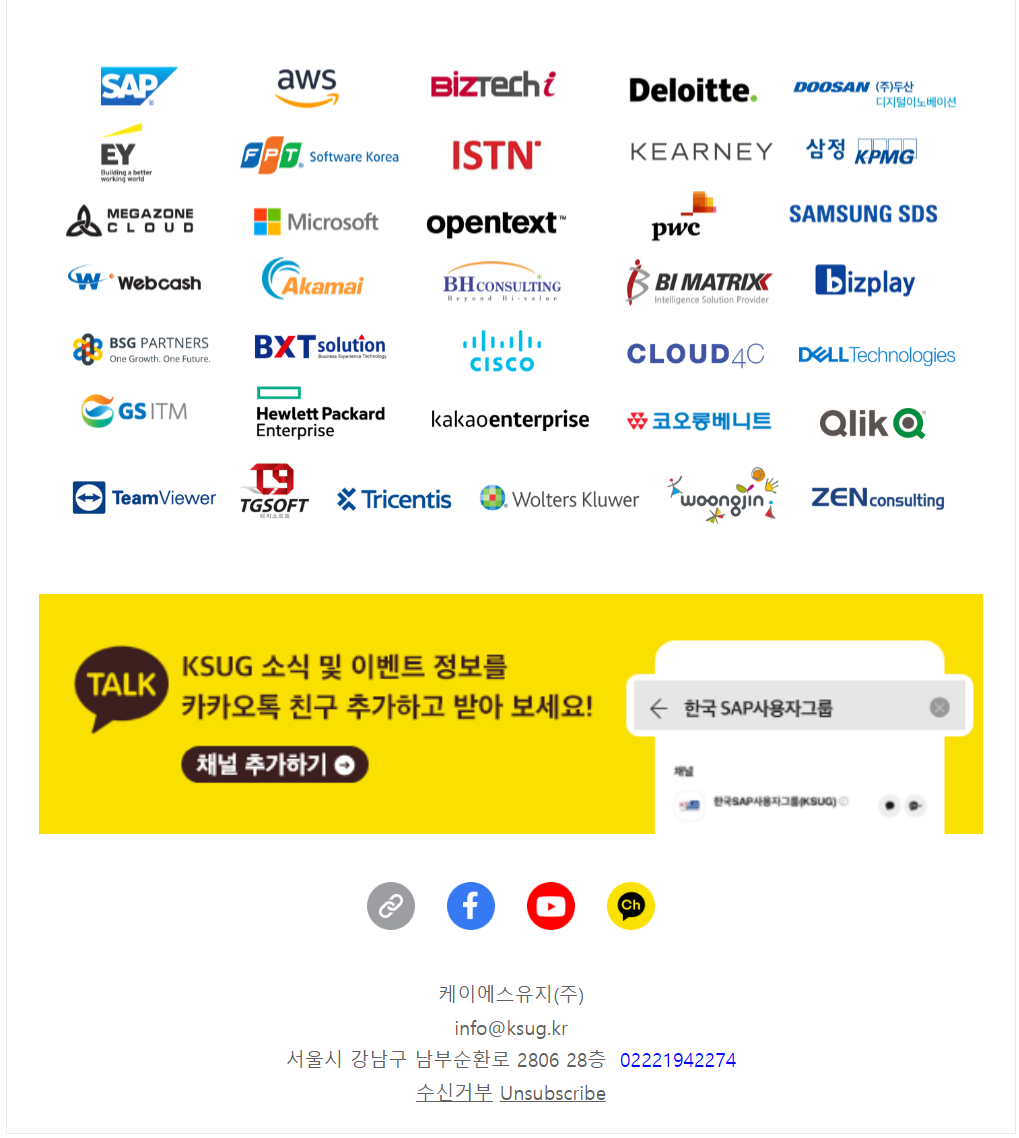 SAP
aws
BIZTECH i
Deloitte.
DOOSAN (주)두산
디지털이노베이션
EY
Building a better
working world
FPT Software Korea
ISTN
KEARNEY
삼정 KPMG
MEGAZONE
CLOUD
Microsoft
opentext™
pwc
SAMSUNG SDS
Webcash
Akamai
BH CONSULTING
Beyond Hi-value
BI MATRIX
Intelligence Solution Provider
bizplay
BSG PARTNERS
One Growth. One Future.
BXT solution
Business Experience Technology
CISCO
CLOUD4C
DELL Technologies
GS ITM
Hewlett Packard
Enterprise
kakaoenterprise
코오롱베니트
Qlik
TeamViewer
TGSOFT
티지소프트
Tricentis
Wolters Kluwer
woongjin
ZEN consulting
TALK
KSUG 소식 및 이벤트 정보를
카카오톡 친구 추가하고 받아 보세요!
채널 추가하기
한국 SAP사용자그룹
채널
한국SAP사용자그룹(KSUG)
Ch
케이에스유지(주)
info@ksug.kr
서울시 강남구 남부순환로 2806 28층 02221942274
수신거부 Unsubscribe